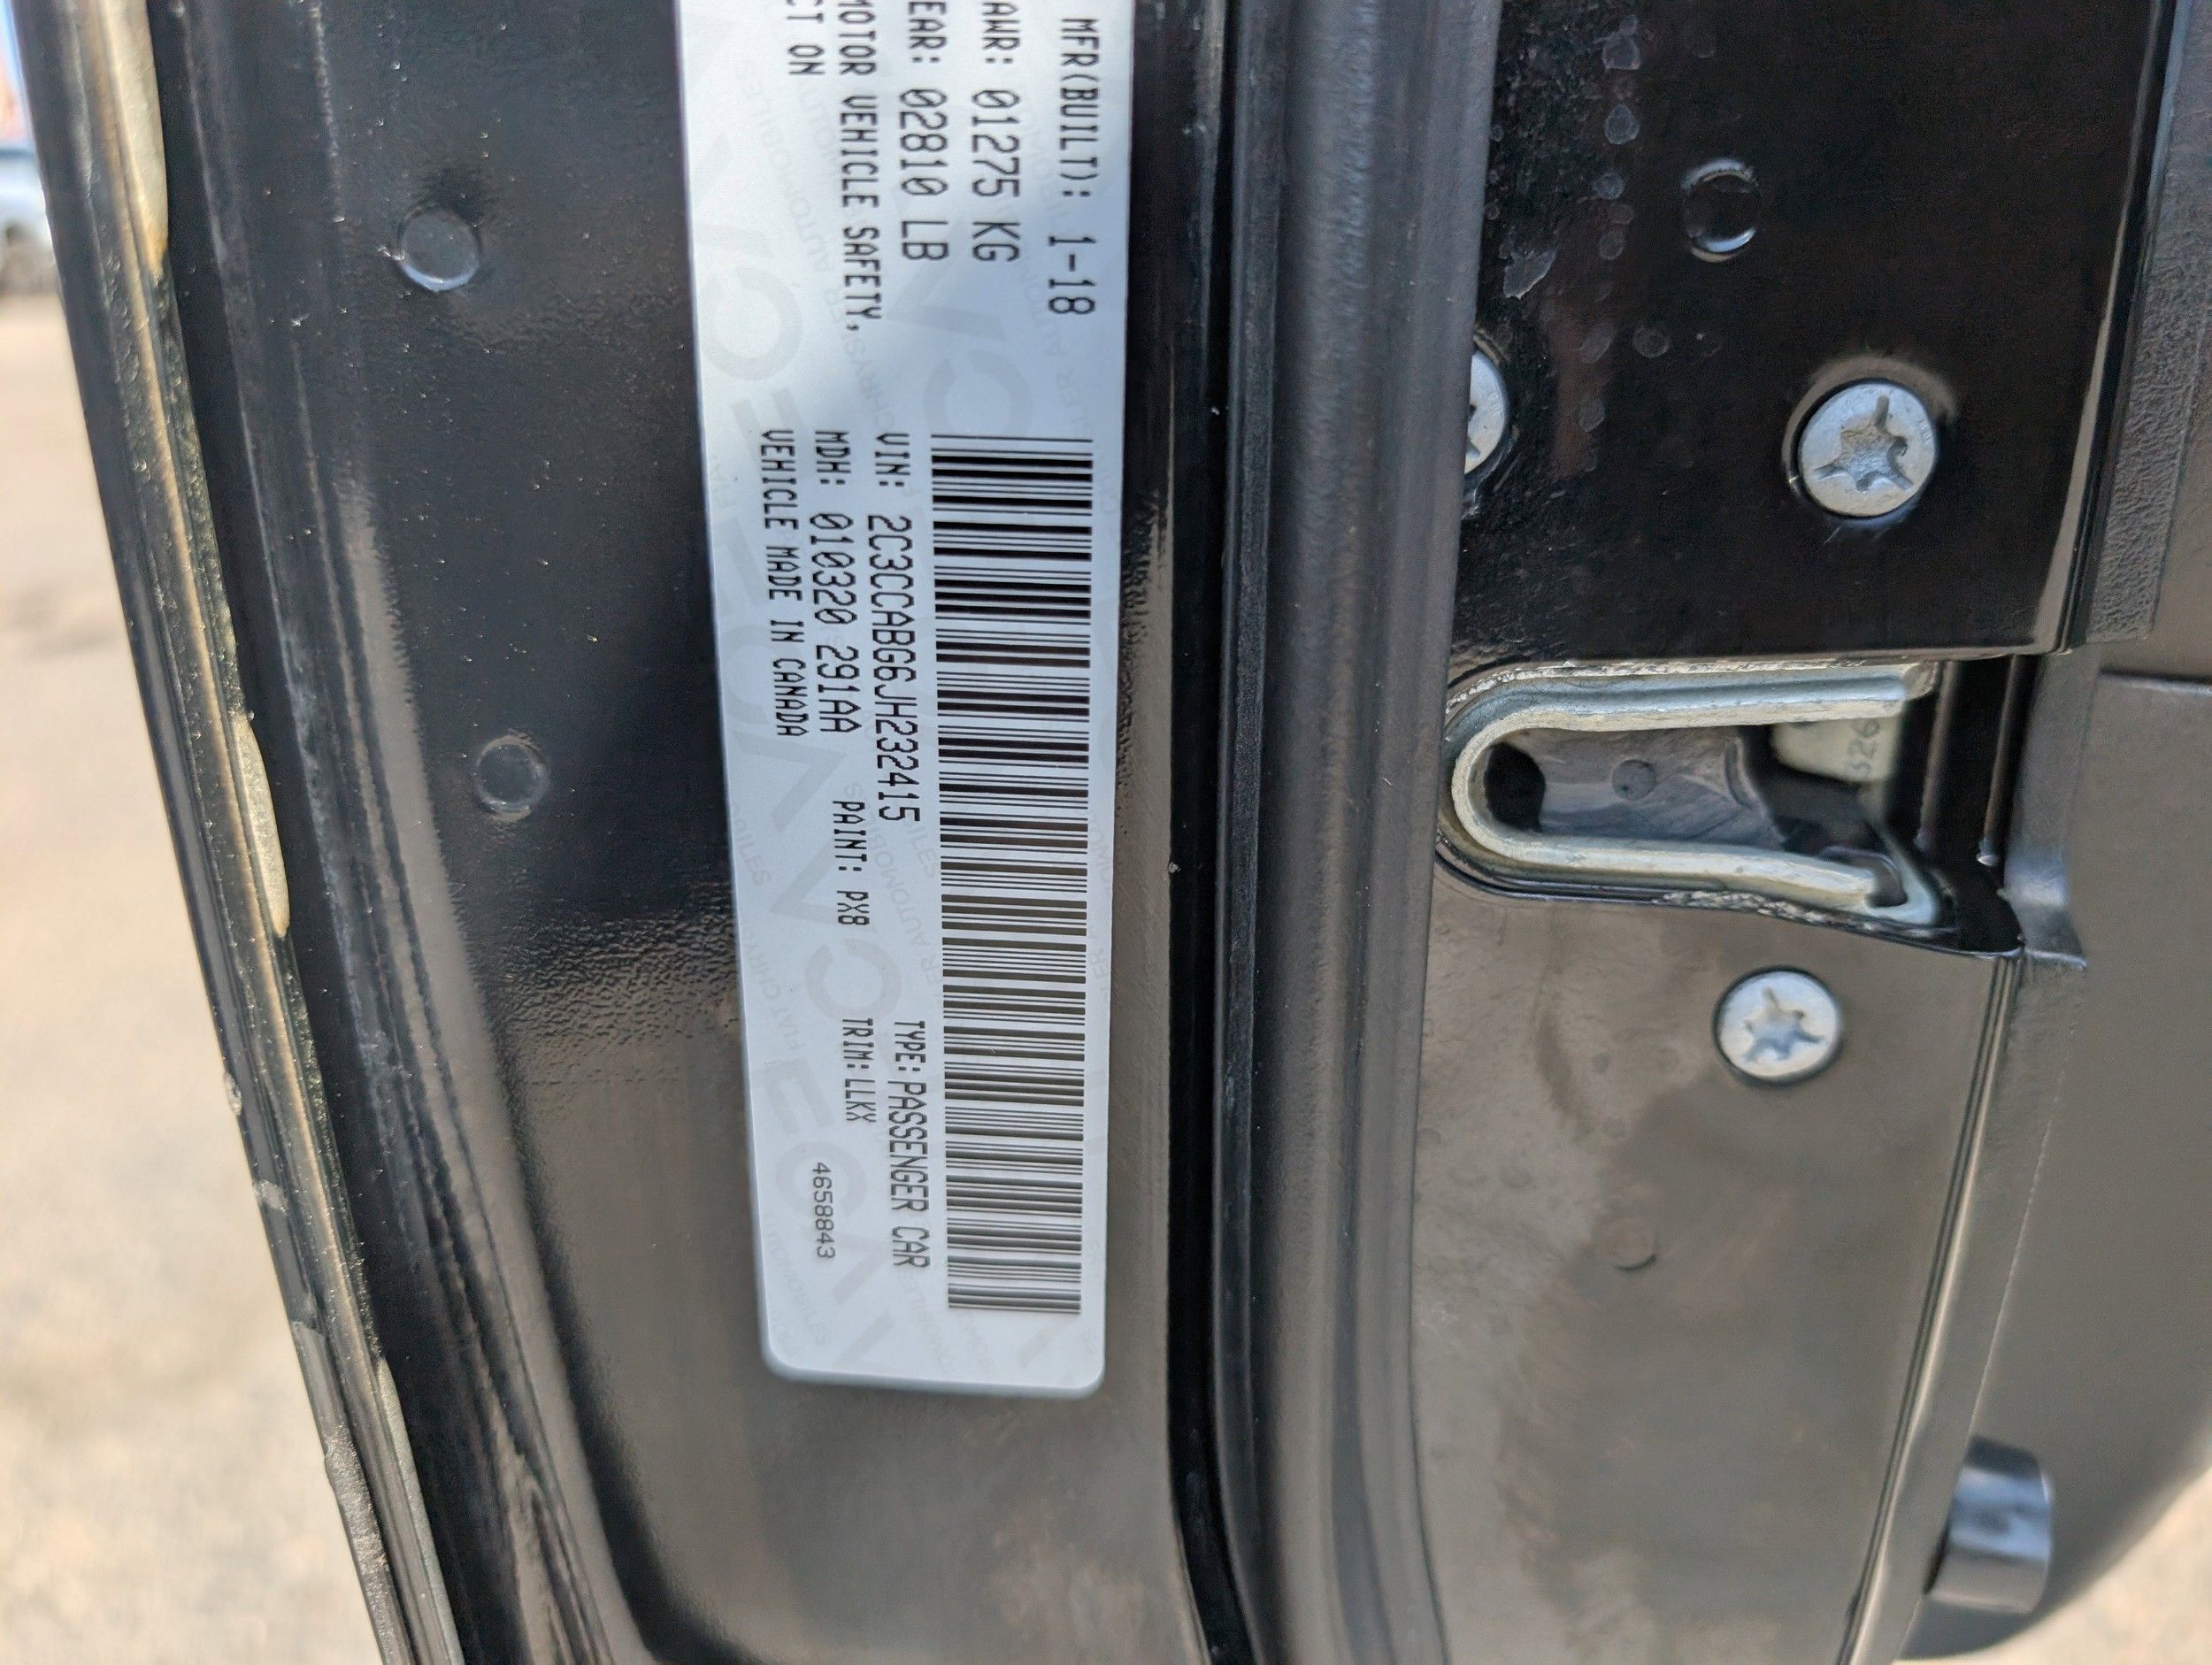 MFR(BUILT): 1-18
AWR: 01275 KG
EAR: 02810 LB
MOTOR VEHICLE SAFETY,
CT ON
VIN: 2C3CCABG6JH232415
TYPE: PASSENGER CAR
MDH: 010320 291AA
PAINT: PX8
TRIM: LLKX
VEHICLE MADE IN CANADA
4658843